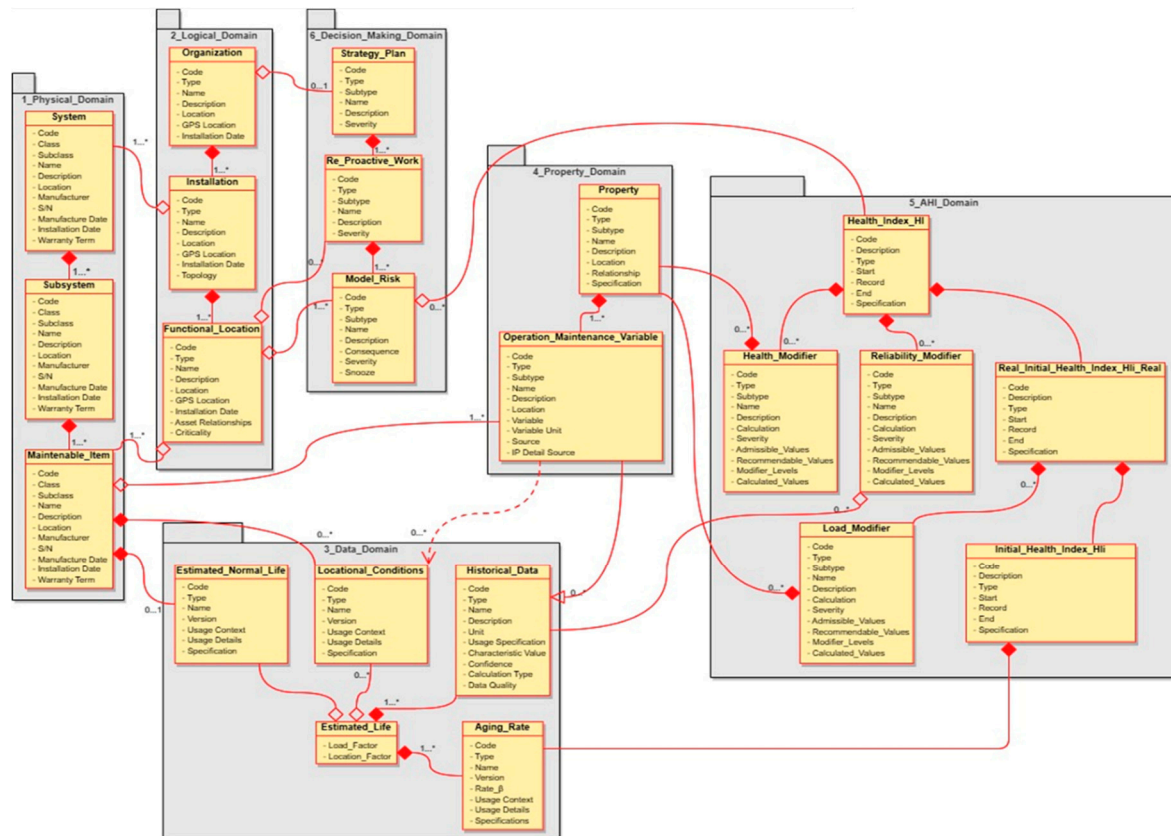 1_Physical_Domain
System
- Code
- Class
- Subclass
- Name
- Description
- Location
- Manufacturer
- S/N
- Manufacture Date
- Installation Date
- Warranty Term
1...*
Subsystem
- Code
- Class
- Subclass
- Name
- Description
- Location
- Manufacturer
- S/N
- Manufacture Date
- Installation Date
- Warranty Term
1...*
Maintenable_Item
- Code
- Class
- Subclass
- Name
- Description
- Location
- Manufacturer
- S/N
- Manufacture Date
- Installation Date
- Warranty Term
2_Logical_Domain
Organization
- Code
- Type
- Name
- Description
- Location
- GPS Location
- Installation Date
1...*
1...*
Installation
- Code
- Type
- Name
- Description
- Location
- GPS Location
- Installation Date
- Topology
1...*
Functional_Location
- Code
- Type
- Name
- Description
- Location
- GPS Location
- Installation Date
- Asset Relationships
- Criticality
1...*
6_Decision_Making_Domain
Strategy_Plan
- Code
- Type
- Subtype
- Name
- Description
- Severity
0...1
1...*
Re_Proactive_Work
- Code
- Type
- Subtype
- Name
- Description
- Severity
0...*
1...*
Model_Risk
- Code
- Type
- Subtype
- Name
- Description
- Consequence
- Severity
- Snooze
1...*
0...*
4_Property_Domain
Property
- Code
- Type
- Subtype
- Name
- Description
- Location
- Relationship
- Specification
1...*
Operation_Maintenance_Variable
- Code
- Type
- Subtype
- Name
- Description
- Location
- Variable
- Variable Unit
- Source
- IP Detail Source
1...*
5_AHI_Domain
Health_Index_HI
- Code
- Description
- Type
- Start
- Record
- End
- Specification
0...*
0...*
0...*
Health_Modifier
- Code
- Type
- Subtype
- Name
- Description
- Calculation
- Severity
- Admissible_Values
- Recommendable_Values
- Modifier_Levels
- Calculated_Values
Reliability_Modifier
- Code
- Type
- Subtype
- Name
- Description
- Calculation
- Severity
- Admissible_Values
- Recommendable_Values
- Modifier_Levels
- Calculated_Values
0...*
Real_Initial_Health_Index_HIi_Real
- Code
- Description
- Type
- Start
- Record
- End
- Specification
0...*
Load_Modifier
- Code
- Type
- Subtype
- Name
- Description
- Calculation
- Severity
- Admissible_Values
- Recommendable_Values
- Modifier_Levels
- Calculated_Values
0...*
Initial_Health_Index_HIi
- Code
- Description
- Type
- Start
- Record
- End
- Specification
3_Data_Domain
0...*
0...*
0...1
Estimated_Normal_Life
- Code
- Type
- Name
- Version
- Usage Context
- Usage Details
- Specification
Locational_Conditions
- Code
- Type
- Name
- Version
- Usage Context
- Usage Details
- Specification
0...*
Historical_Data
- Code
- Type
- Name
- Description
- Unit
- Usage Specification
- Characteristic Value
- Confidence
- Calculation Type
- Data Quality
0...*
1...*
Estimated_Life
- Load_Factor
- Location_Factor
1...*
Aging_Rate
- Code
- Type
- Name
- Version
- Rate_β
- Usage Context
- Usage Details
- Specifications